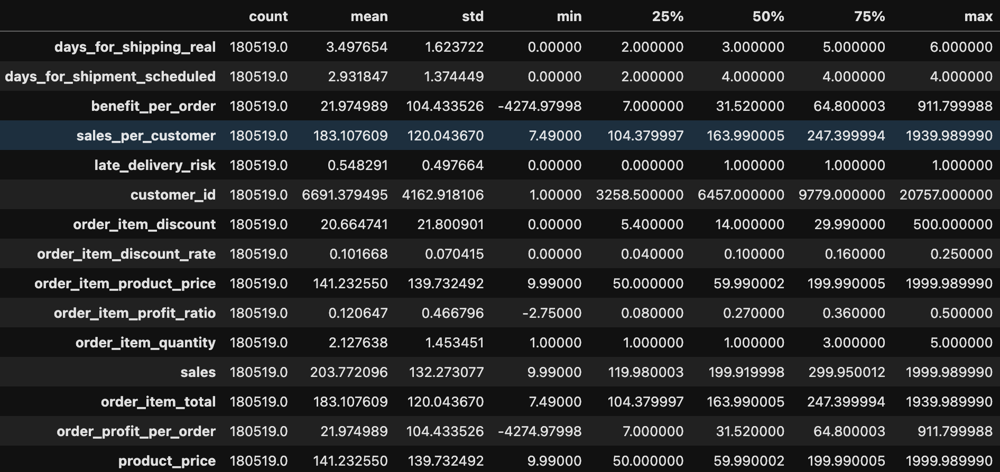 count mean std min 25% 50% 75% max
days_for_shipping_real 180519.0 3.497654 1.623722 0.00000 2.000000 3.000000 5.000000 6.000000
days_for_shipment_scheduled 180519.0 2.931847 1.374449 0.00000 2.000000 4.000000 4.000000 4.000000
benefit_per_order 180519.0 21.974989 104.433526 -4274.97998 7.000000 31.520000 64.800003 911.799988
sales_per_customer 180519.0 183.107609 120.043670 7.49000 104.379997 163.990005 247.399994 1939.989990
late_delivery_risk 180519.0 0.548291 0.497664 0.00000 0.000000 1.000000 1.000000 1.000000
customer_id 180519.0 6691.379495 4162.918106 1.00000 3258.500000 6457.000000 9779.000000 20757.000000
order_item_discount 180519.0 20.664741 21.800901 0.00000 5.400000 14.000000 29.990000 500.000000
order_item_discount_rate 180519.0 0.101668 0.070415 0.00000 0.040000 0.100000 0.160000 0.250000
order_item_product_price 180519.0 141.232550 139.732492 9.99000 50.000000 59.990002 199.990005 1999.989990
order_item_profit_ratio 180519.0 0.120647 0.466796 -2.75000 0.080000 0.270000 0.360000 0.500000
order_item_quantity 180519.0 2.127638 1.453451 1.00000 1.000000 1.000000 3.000000 5.000000
sales 180519.0 203.772096 132.273077 9.99000 119.980003 199.919998 299.950012 1999.989990
order_item_total 180519.0 183.107609 120.043670 7.49000 104.379997 163.990005 247.399994 1939.989990
order_profit_per_order 180519.0 21.974989 104.433526 -4274.97998 7.000000 31.520000 64.800003 911.799988
product_price 180519.0 141.232550 139.732492 9.99000 50.000000 59.990002 199.990005 1999.989990